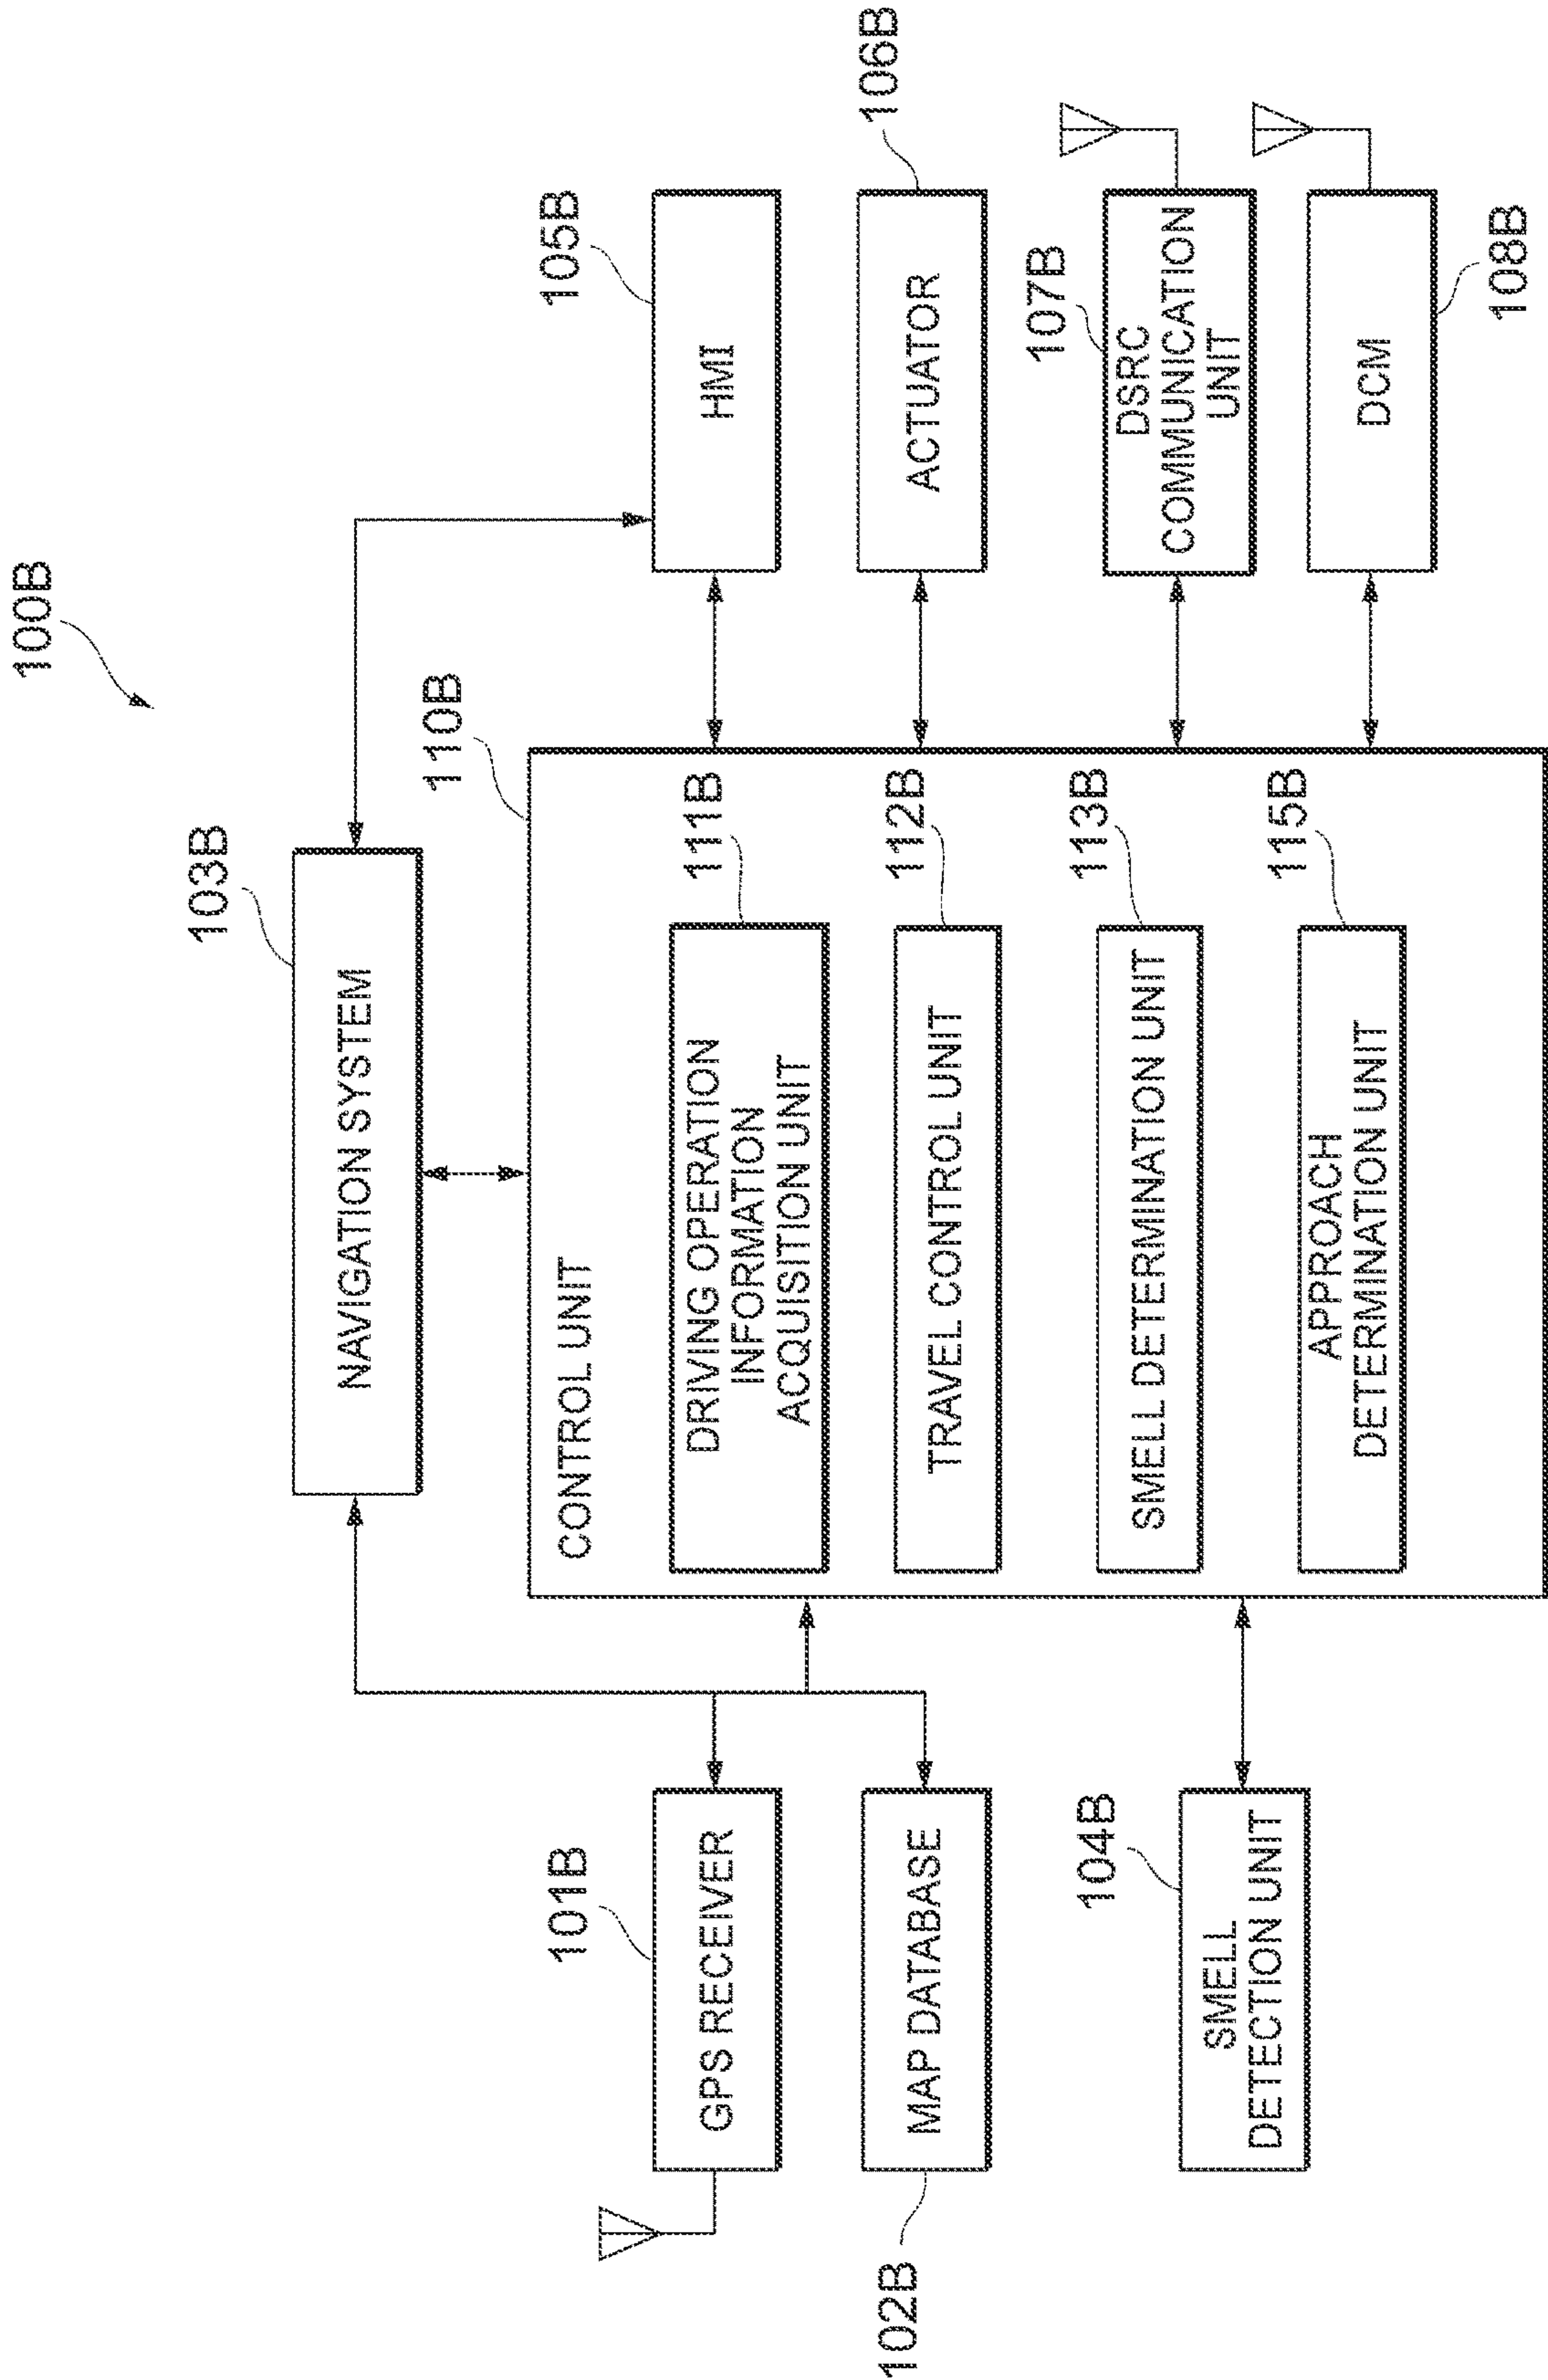 100B
103B
NAVIGATION SYSTEM
110B
CONTROL UNIT
101B
GPS RECEIVER
102B
MAP DATABASE
104B
SMELL
DETECTION UNIT
111B
DRIVING OPERATION
INFORMATION
ACQUISITION UNIT
112B
TRAVEL CONTROL UNIT
113B
SMELL DETERMINATION UNIT
115B
APPROACH
DETERMINATION UNIT
105B
HMI
106B
ACTUATOR
107B
DSRC
COMMUNICATION
UNIT
108B
DCM